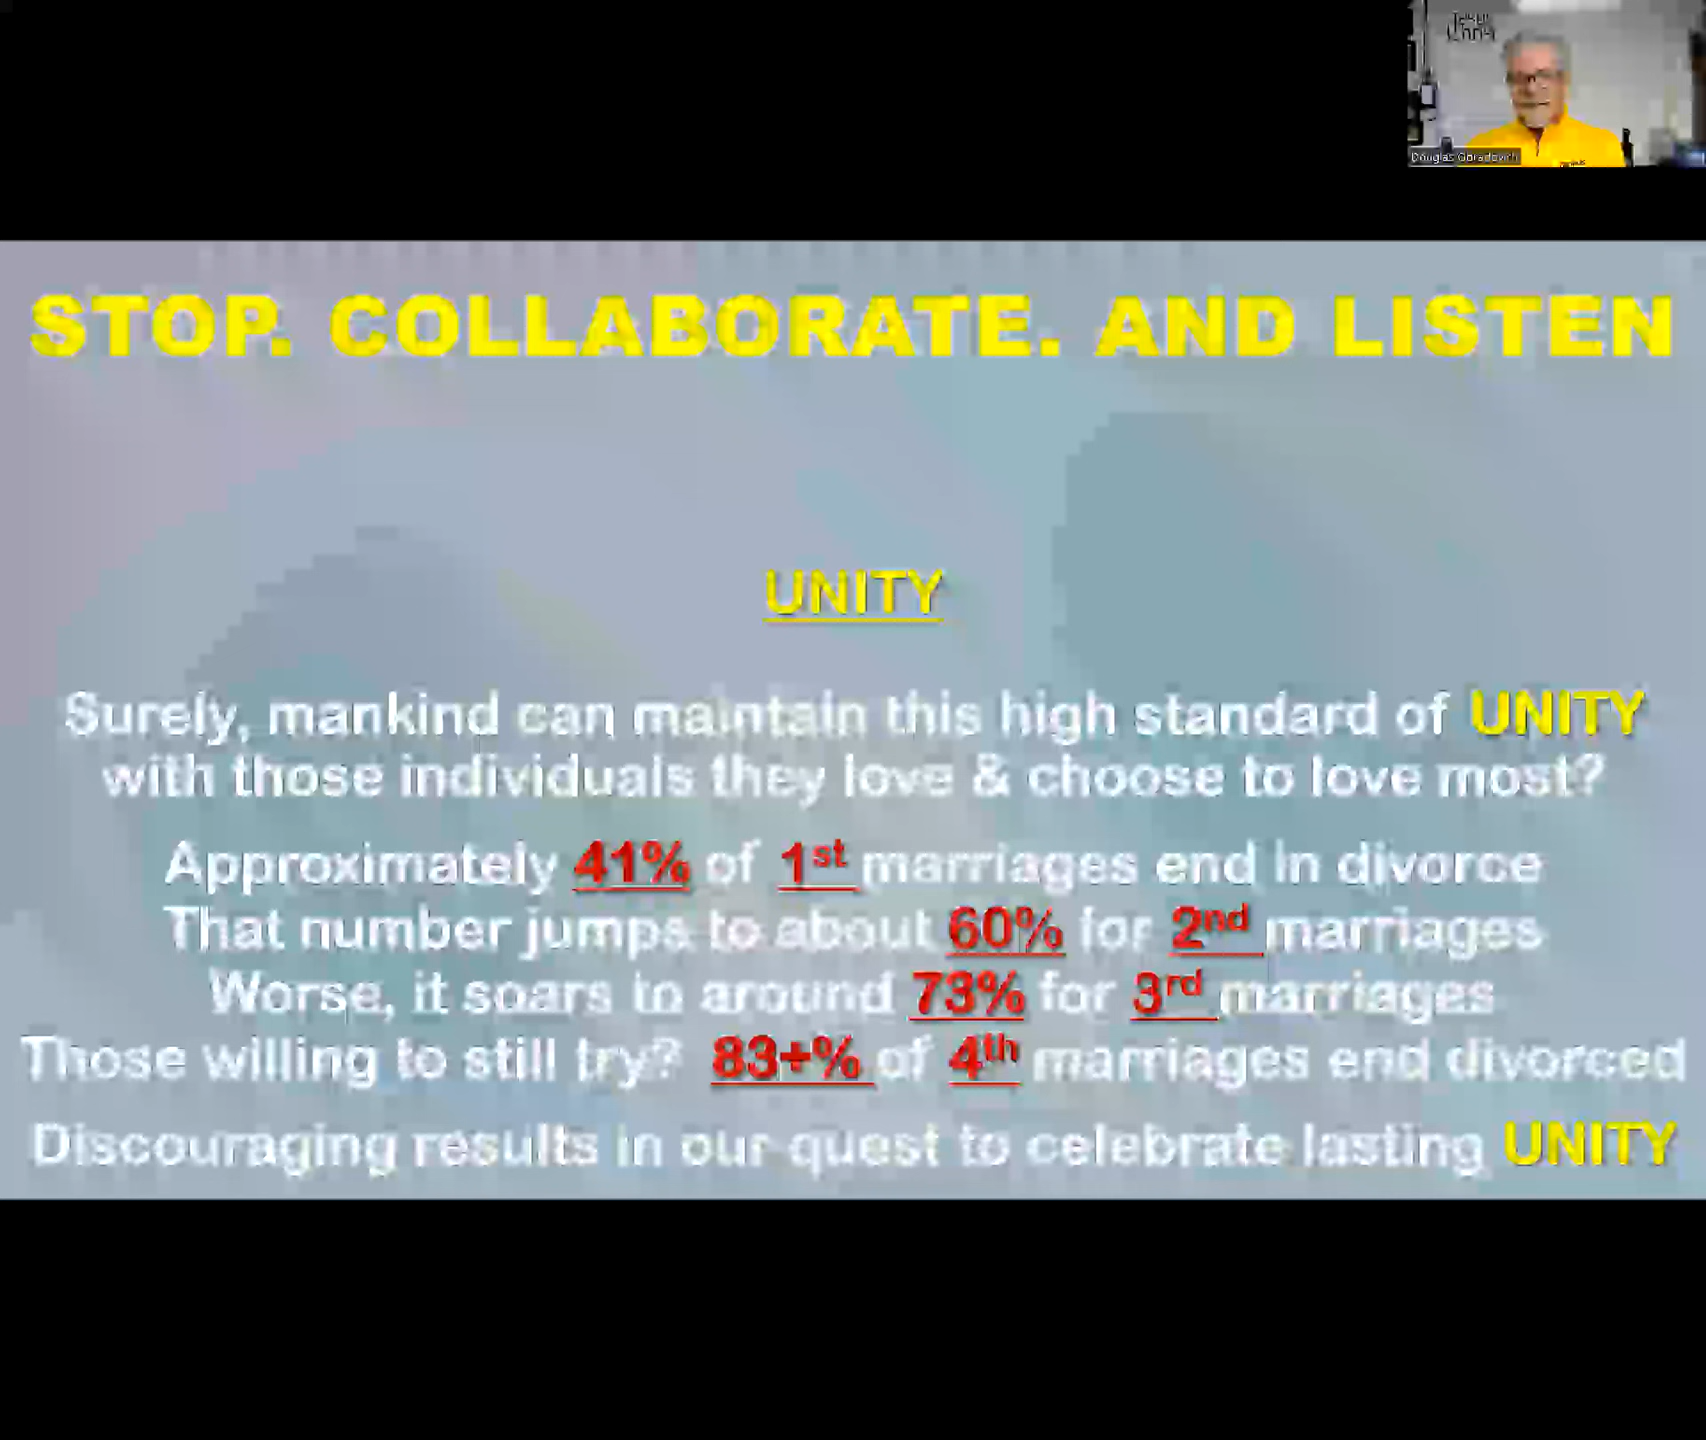 Douglas Goradovich
STOP. COLLABORATE. AND LISTEN
UNITY
Surely, mankind can maintain this high standard of UNITY
with those individuals they love & choose to love most?
Approximately 41% of 1st marriages end in divorce
That number jumps to about 60% for 2nd marriages
Worse, it soars to around 73% for 3rd marriages
Those willing to still try? 83+% of 4th marriages end divorced
Discouraging results in our quest to celebrate lasting UNITY